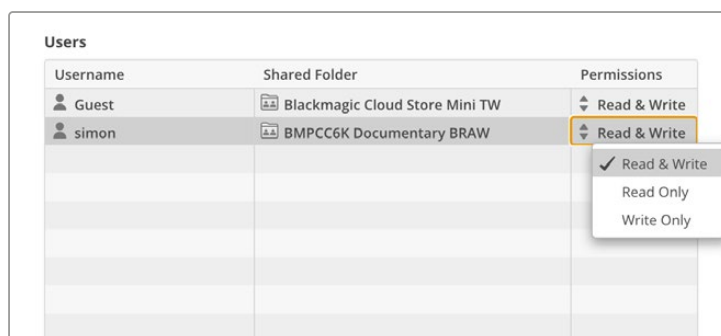 Users
Username Shared Folder Permissions
Guest Blackmagic Cloud Store Mini TW Read & Write
simon BMPCC6K Documentary BRAW Read & Write
Read & Write
Read Only
Write Only